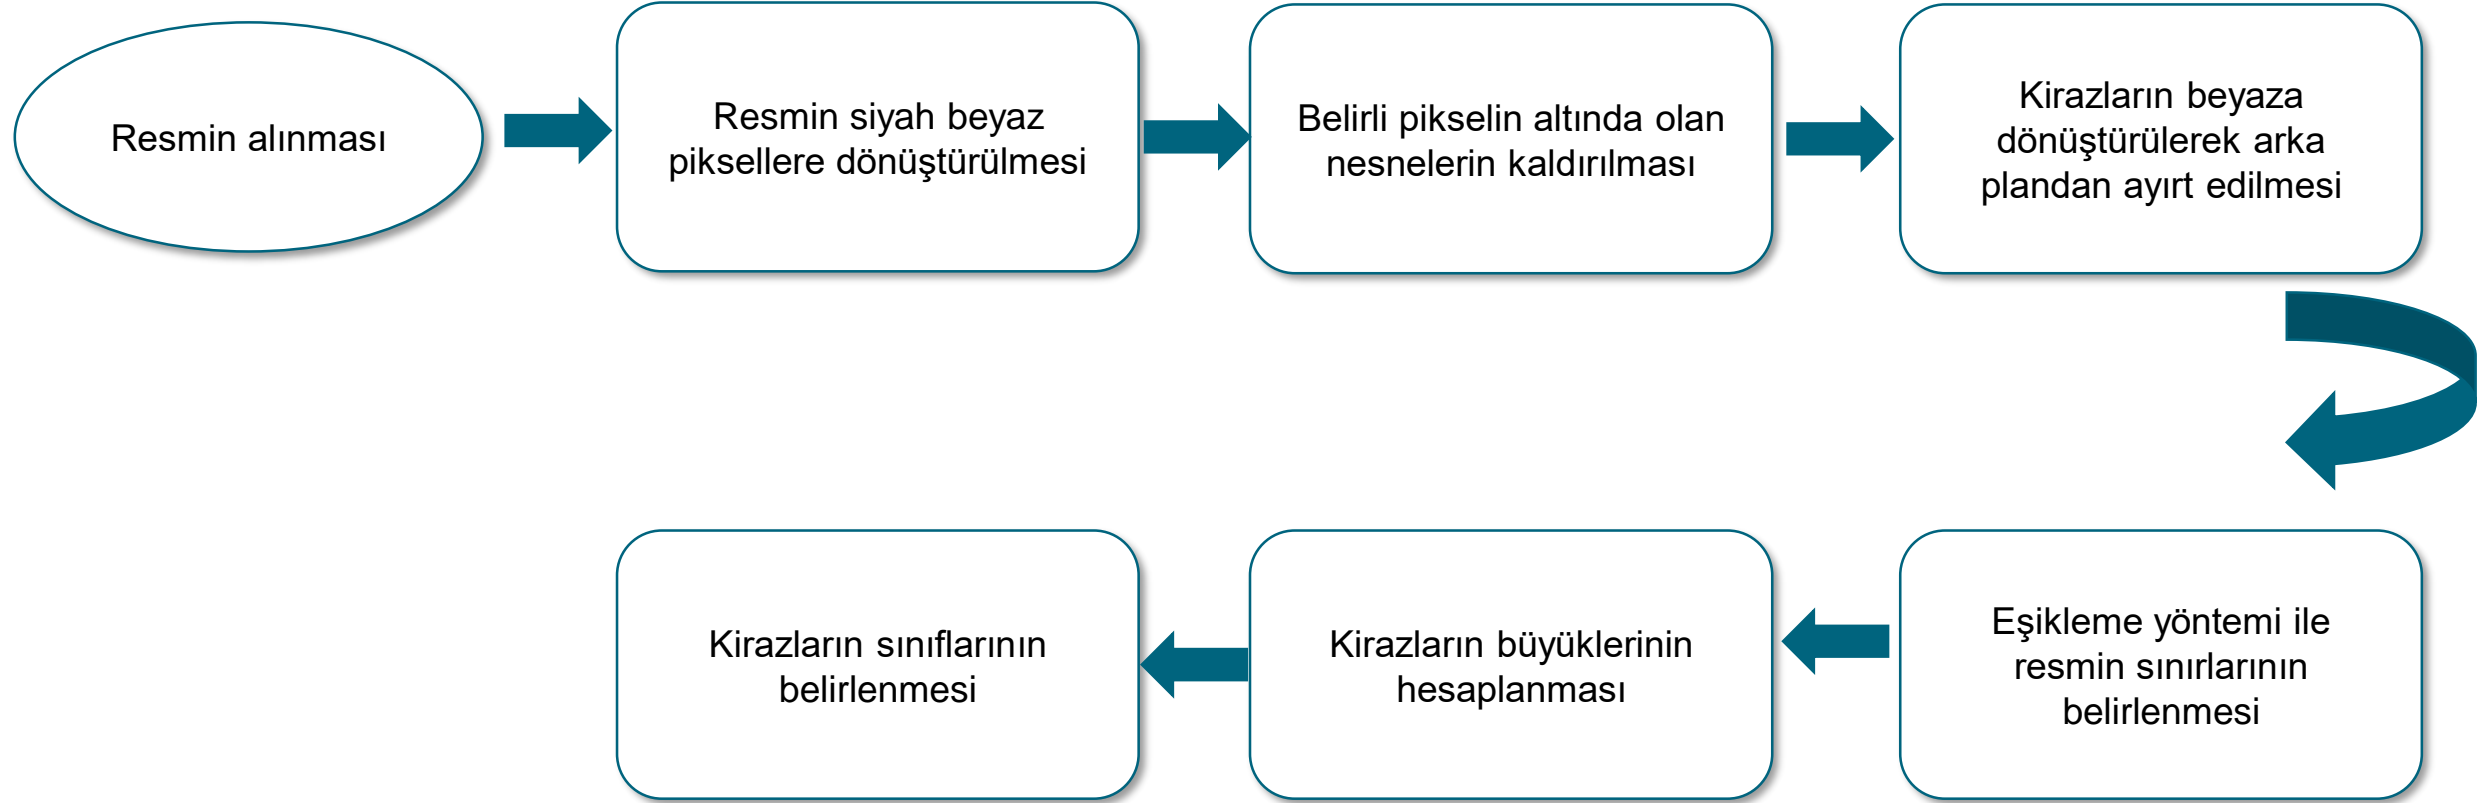 Resmin alınması
Resmin siyah beyaz
piksellere dönüştürülmesi
Belirli pikselin altında olan
nesnelerin kaldırılması
Kirazların beyaza
dönüştürülerek arka
plandan ayırt edilmesi
Eşikleme yöntemi ile
resmin sınırlarının
belirlenmesi
Kirazların büyüklerinin
hesaplanması
Kirazların sınıflarının
belirlenmesi